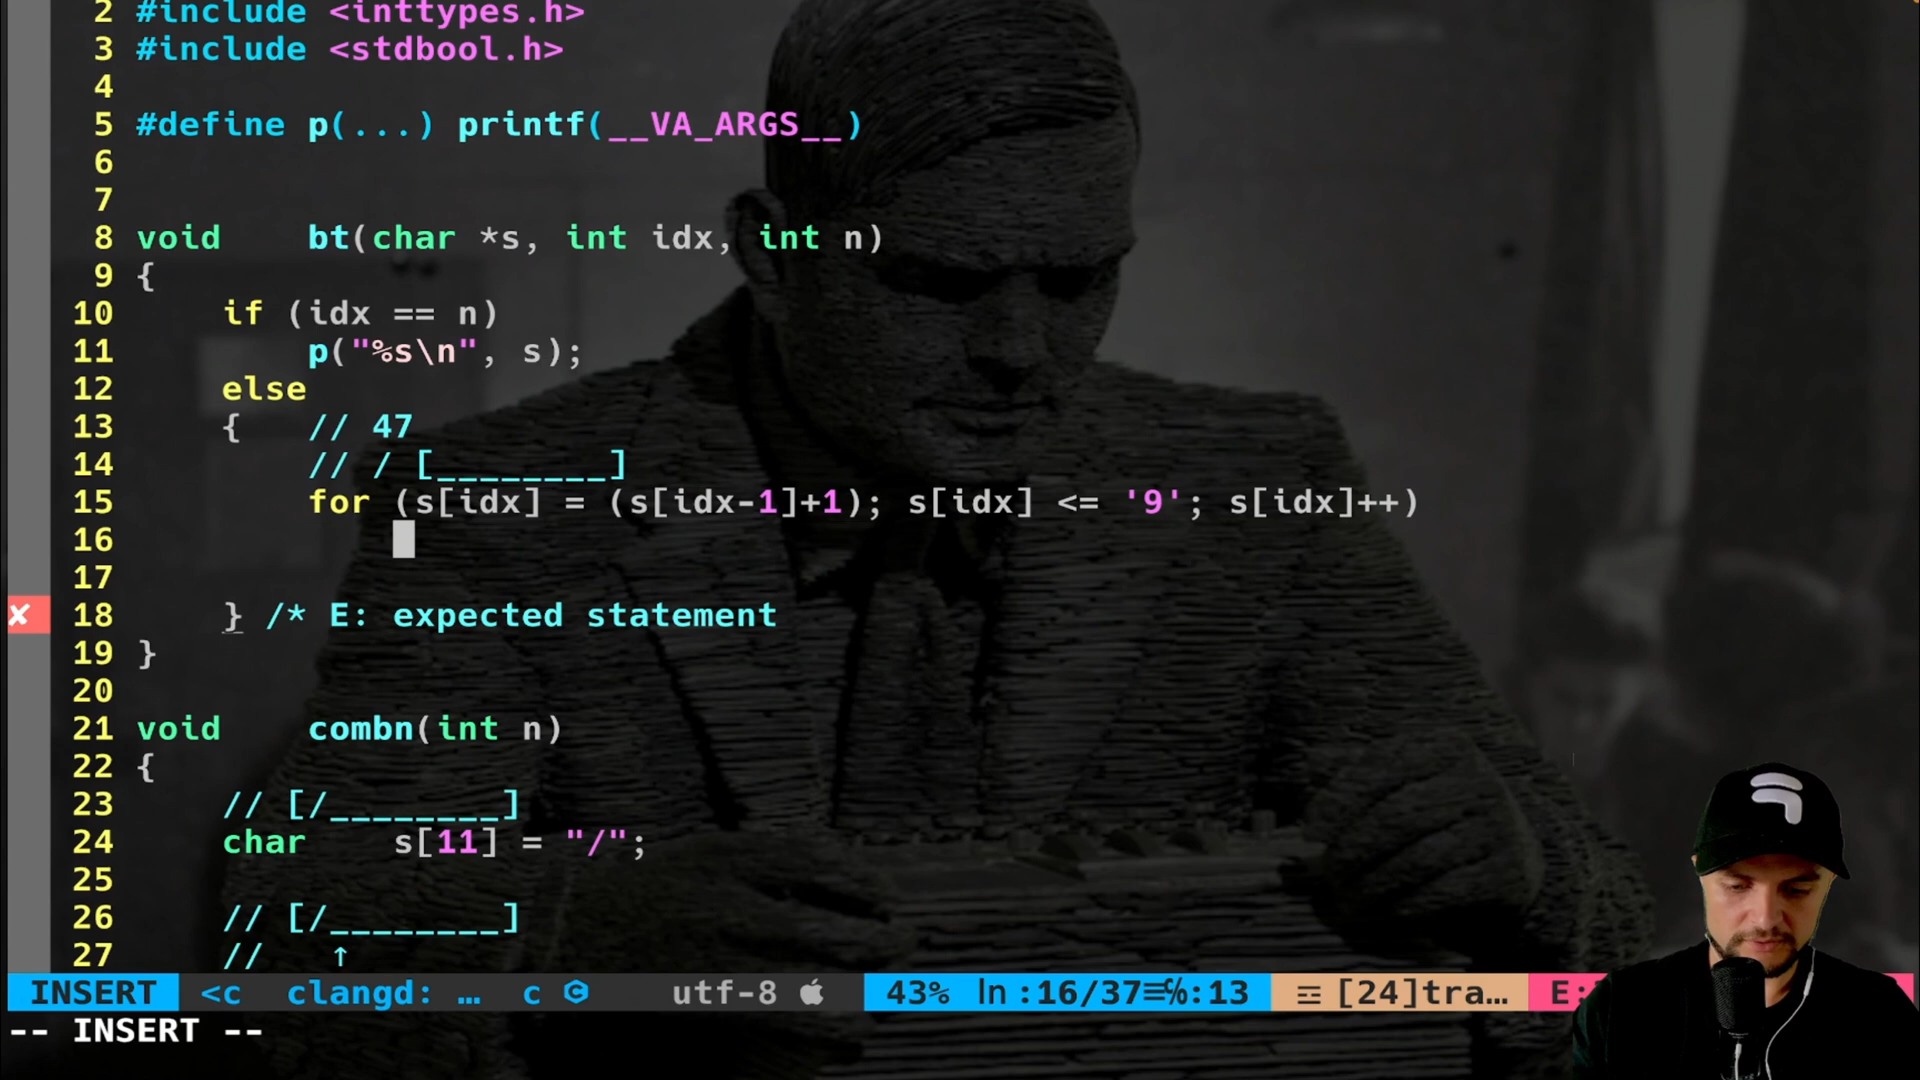 2 #include <inttypes.h>
3 #include <stdbool.h>
4
5 #define p(...) printf(__VA_ARGS__)
6
7
8 void    bt(char *s, int idx, int n)
9 {
10     if (idx == n)
11         p("%s\n", s);
12     else
13     {   // 47
14         // / [________]
15         for (s[idx] = (s[idx-1]+1); s[idx] <= '9'; s[idx]++)
16
17
18     } /* E: expected statement
19 }
20
21 void    combn(int n)
22 {
23     // [/________]
24     char    s[11] = "/";
25
26     // [/________]
27     //    ↑
INSERT <c clangd: … c utf-8 43% ln :16/37≡%:13 ☲ [24]tra… E:
-- INSERT --